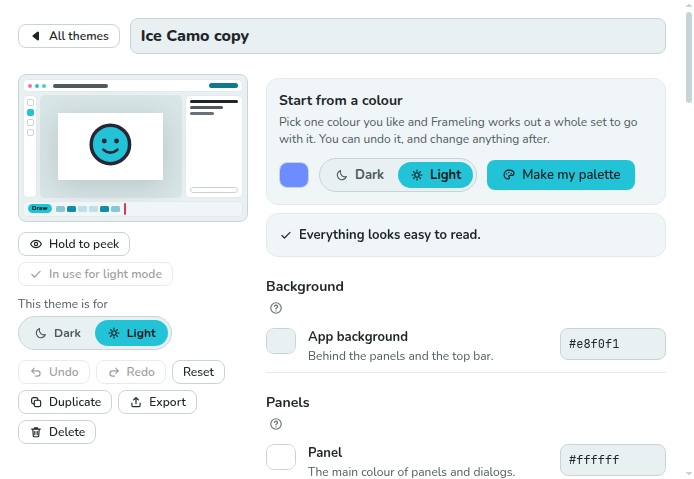 All themes
Ice Camo copy
Draw
Hold to peek
In use for light mode
This theme is for
Dark
Light
Undo
Redo
Reset
Duplicate
Export
Delete
Start from a colour
Pick one colour you like and Frameling works out a whole set to go
with it. You can undo it, and change anything after.
Dark
Light
Make my palette
Everything looks easy to read.
Background
App background
Behind the panels and the top bar.
#e8f0f1
Panels
Panel
The main colour of panels and dialogs.
#ffffff